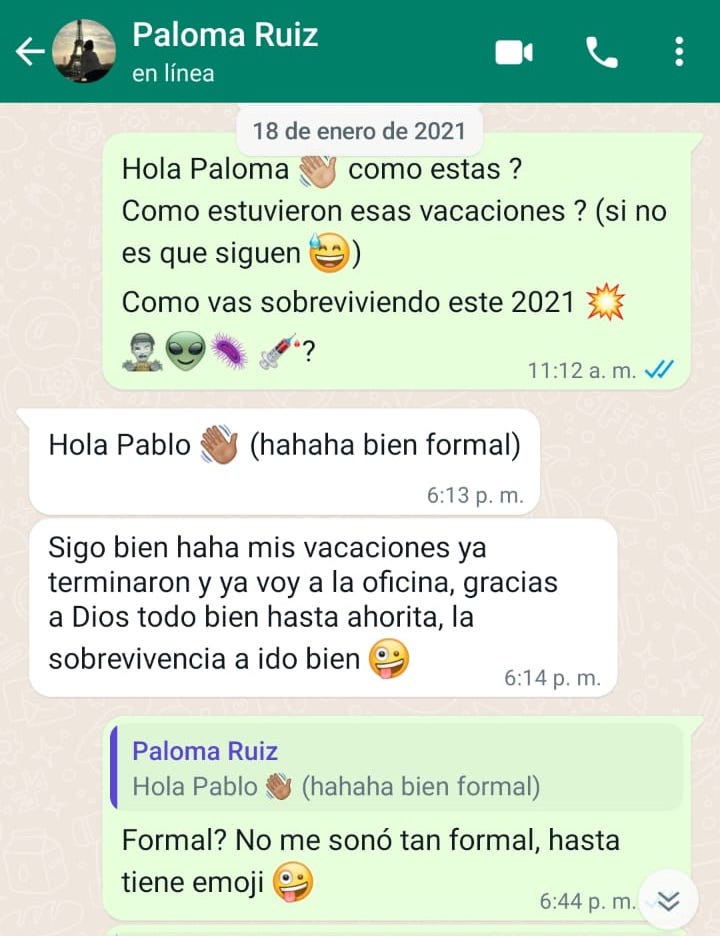 Paloma Ruiz
en línea
18 de enero de 2021
Hola Paloma 👋🏽 como estas ?
Como estuvieron esas vacaciones ? (si no
es que siguen 😅)
Como vas sobreviviendo este 2021 💥
🧟‍♂️👽🦠 💉?
11:12 a. m.
Hola Pablo 👋🏽 (hahaha bien formal)
6:13 p. m.
Sigo bien haha mis vacaciones ya
terminaron y ya voy a la oficina, gracias
a Dios todo bien hasta ahorita, la
sobrevivencia a ido bien 🤪
6:14 p. m.
Paloma Ruiz
Hola Pablo 👋🏽 (hahaha bien formal)
Formal? No me sonó tan formal, hasta
tiene emoji 🤪
6:44 p. m.